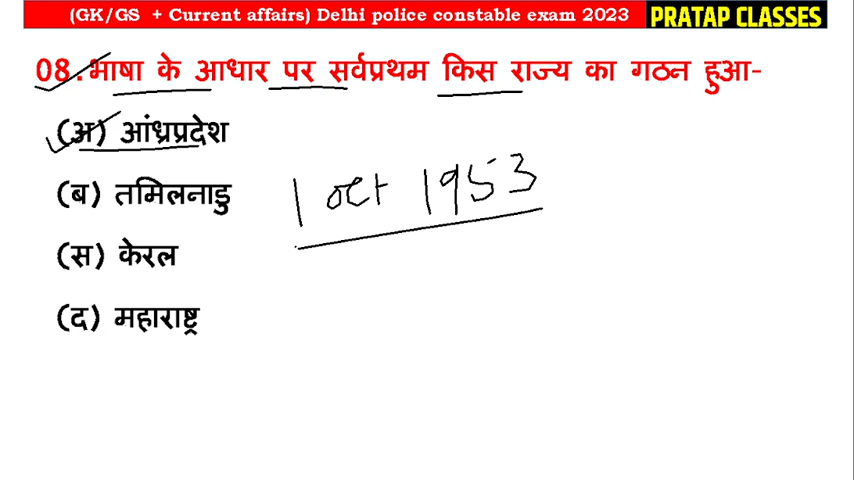 (GK/GS + Current affairs) Delhi police constable exam 2023 PRATAP CLASSES
08. भाषा के आधार पर सर्वप्रथम किस राज्य का गठन हुआ-
(अ) आंध्रप्रदेश
(ब) तमिलनाडु
1 oct 1953
(स) केरल
(द) महाराष्ट्र